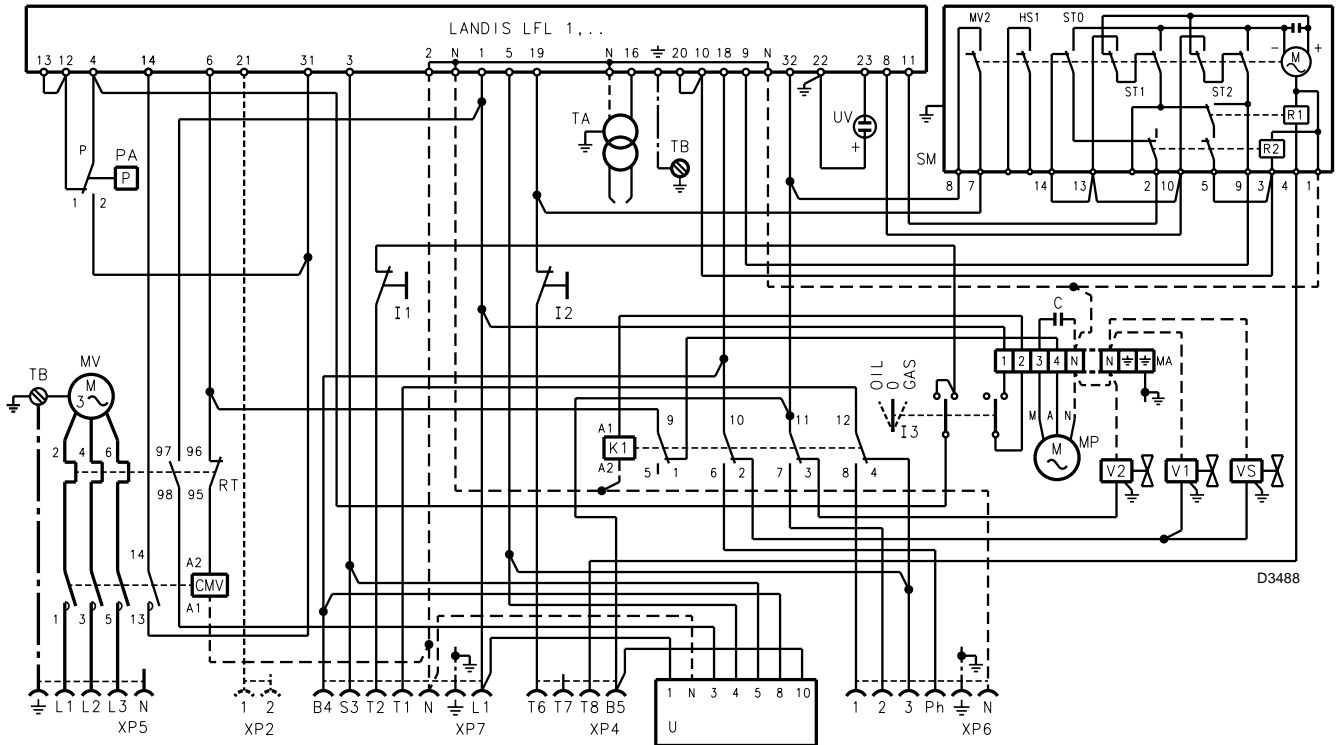 LANDIS LFL 1,..
13 12 4 14 6 21 31 3 2 N 1 5 19 N 16 20 10 18 9 N 32 22 23 8 11
MV2 HS1 ST0 - M +
ST1 ST2
R1
R2
SM
8 7 14 13 2 10 5 9 3 4 1
TA
TB
UV
+
P PA
P
1 2
I1
I2
C
OIL
0
GAS
I3
1 2 3 4 N N MA
M A N
M MP
V2 V1 VS
TB
MV
M
3
2 4 6
97 96
98 95
RT
9 10 11 12
A1
K1
A2
5 1 6 2 7 3 8 4
14
A2
CMV
A1
1 3 5 13
D3488
L1 L2 L3 N
XP5
1 2
XP2
B4 S3 T2 T1 N L1
XP7
T6 T7 T8 B5
XP4
1 N 3 4 5 8 10
U
1 2 3 Ph N
XP6